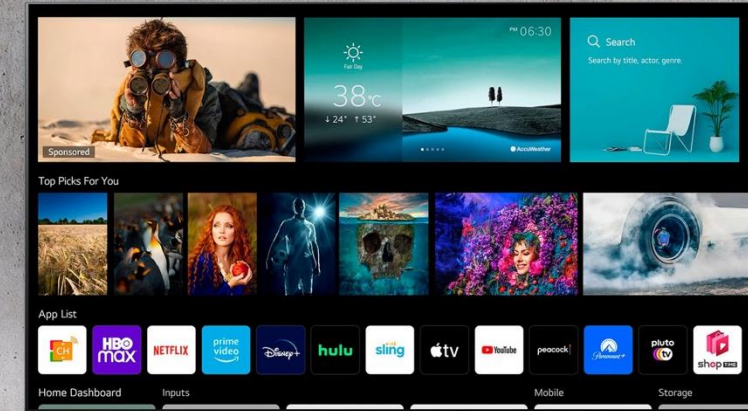 Sponsored
PM 06:30
Fair Day
38°C
↓ 24° ↑ 53°
AccuWeather
Search
Search by title, actor, genre.
Top Picks For You
App List
CH
HBO
max
NETFLIX
prime
video
Disney+
hulu
sling
tv
YouTube
peacock
Paramount+
pluto
tv
shop TIME
Home Dashboard
Inputs
Mobile
Storage